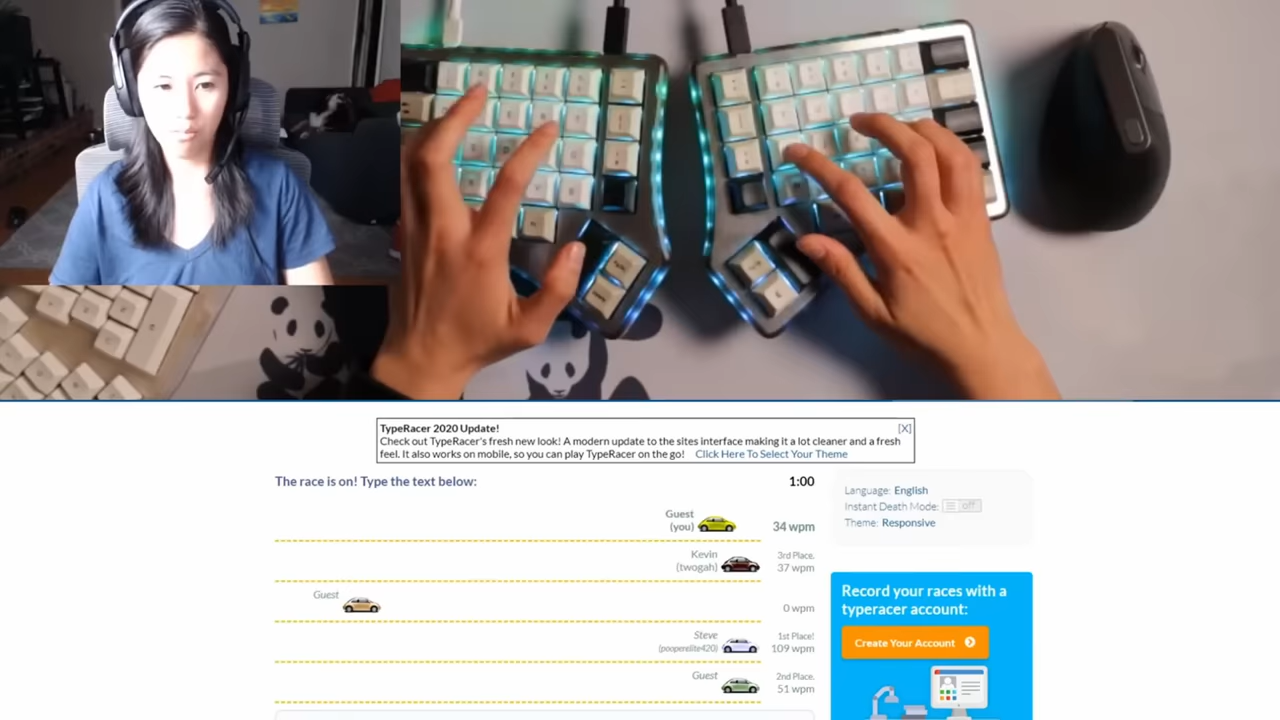 TypeRacer 2020 Update!
[X]
Check out TypeRacer's fresh new look! A modern update to the sites interface making it a lot cleaner and a fresh
feel. It also works on mobile, so you can play TypeRacer on the go! Click Here To Select Your Theme
The race is on! Type the text below:
1:00
Guest
(you)
34 wpm
Kevin
(twogah)
3rd Place.
37 wpm
Guest
0 wpm
Steve
(pooperelite420)
1st Place!
109 wpm
Guest
2nd Place.
51 wpm
Language: English
Instant Death Mode: off
Theme: Responsive
Record your races with a
typeracer account:
Create Your Account